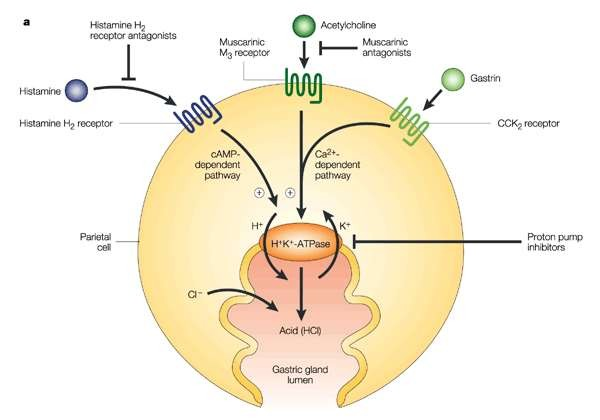 a
Histamine H2
receptor antagonists
Acetylcholine
Muscarinic
M3 receptor
Muscarinic
antagonists
Histamine
Gastrin
Histamine H2 receptor
CCK2 receptor
cAMP-
dependent
pathway
Ca2+-
dependent
pathway
+
+
H+
K+
Parietal
cell
H+K+-ATPase
Proton pump
inhibitors
Cl–
Acid (HCl)
Gastric gland
lumen